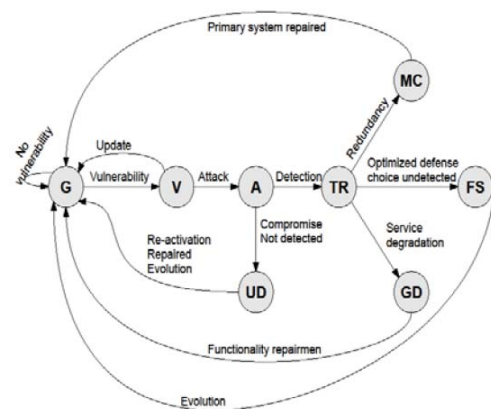 Primary system repaired
MC
No
vulnerability
Update
Redundancy
Optimized defense
choice undetected
G
Vulnerability
V
Attack
A
Detection
TR
FS
Compromise
Not detected
Service
degradation
Re-activation
Repaired
Evolution
UD
GD
Functionality repairmen
Evolution